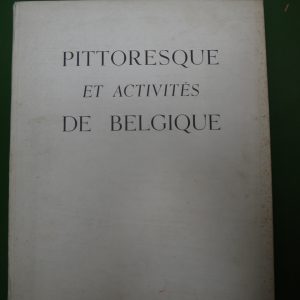 PITTORESQUE
ET ACTIVITÉS
DE BELGIQUE